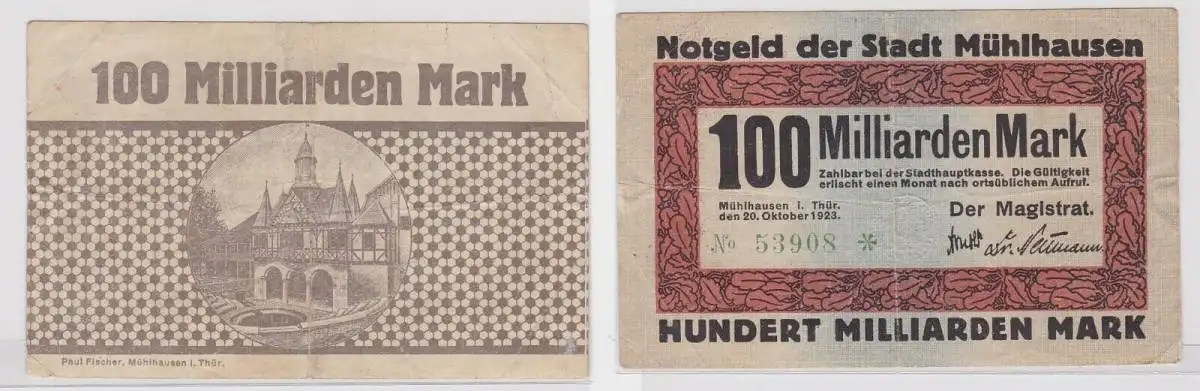 100 Milliarden Mark
Paul Fischer, Mühlhausen i. Thür.
Notgeld der Stadt Mühlhausen
100 Milliarden Mark
Zahlbar bei der Stadthauptkasse. Die Gültigkeit
erlischt einen Monat nach ortsüblichem Aufruf.
Mühlhausen i. Thür.
den 20. Oktober 1923.
Der Magistrat.
No 53908 *
Dr. Neumann
HUNDERT MILLIARDEN MARK